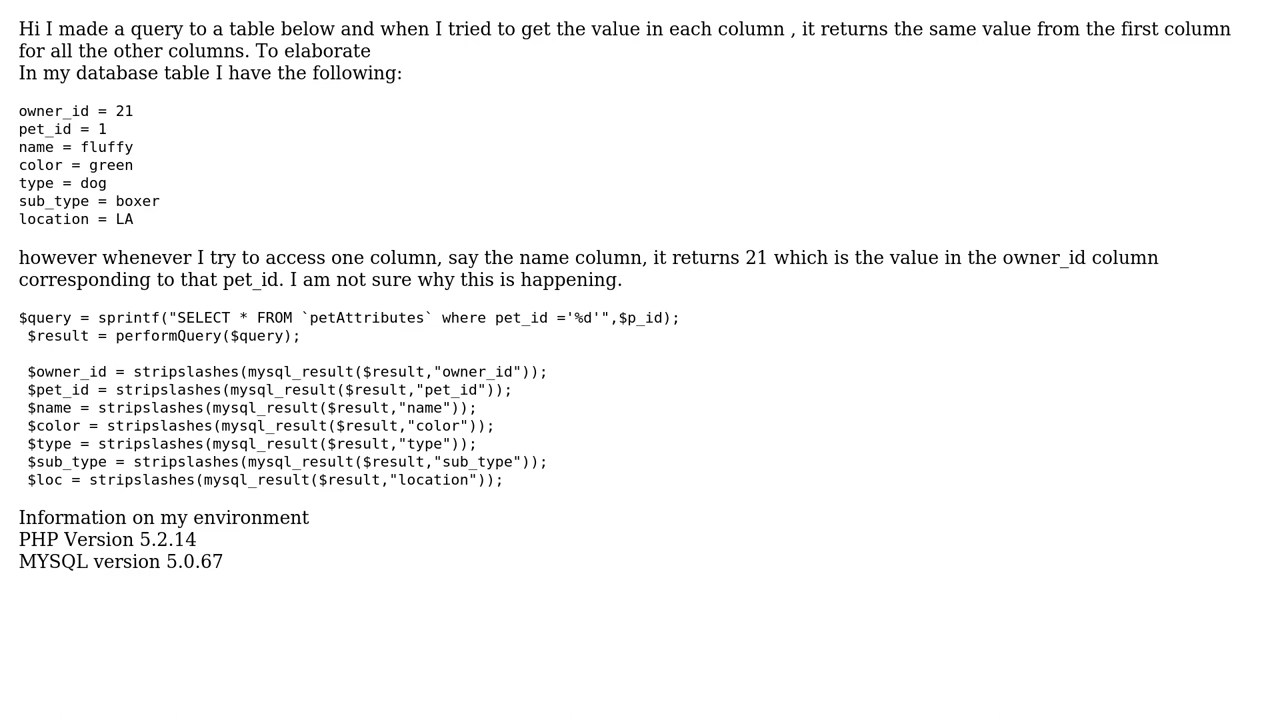 Hi I made a query to a table below and when I tried to get the value in each column , it returns the same value from the first column
for all the other columns. To elaborate
In my database table I have the following:
owner_id = 21
pet_id = 1
name = fluffy
color = green
type = dog
sub_type = boxer
location = LA
however whenever I try to access one column, say the name column, it returns 21 which is the value in the owner_id column
corresponding to that pet_id. I am not sure why this is happening.
$query = sprintf("SELECT * FROM `petAttributes` where pet_id ='%d'",$p_id);
$result = performQuery($query);
$owner_id = stripslashes(mysql_result($result,"owner_id"));
$pet_id = stripslashes(mysql_result($result,"pet_id"));
$name = stripslashes(mysql_result($result,"name"));
$color = stripslashes(mysql_result($result,"color"));
$type = stripslashes(mysql_result($result,"type"));
$sub_type = stripslashes(mysql_result($result,"sub_type"));
$loc = stripslashes(mysql_result($result,"location"));
Information on my environment
PHP Version 5.2.14
MYSQL version 5.0.67